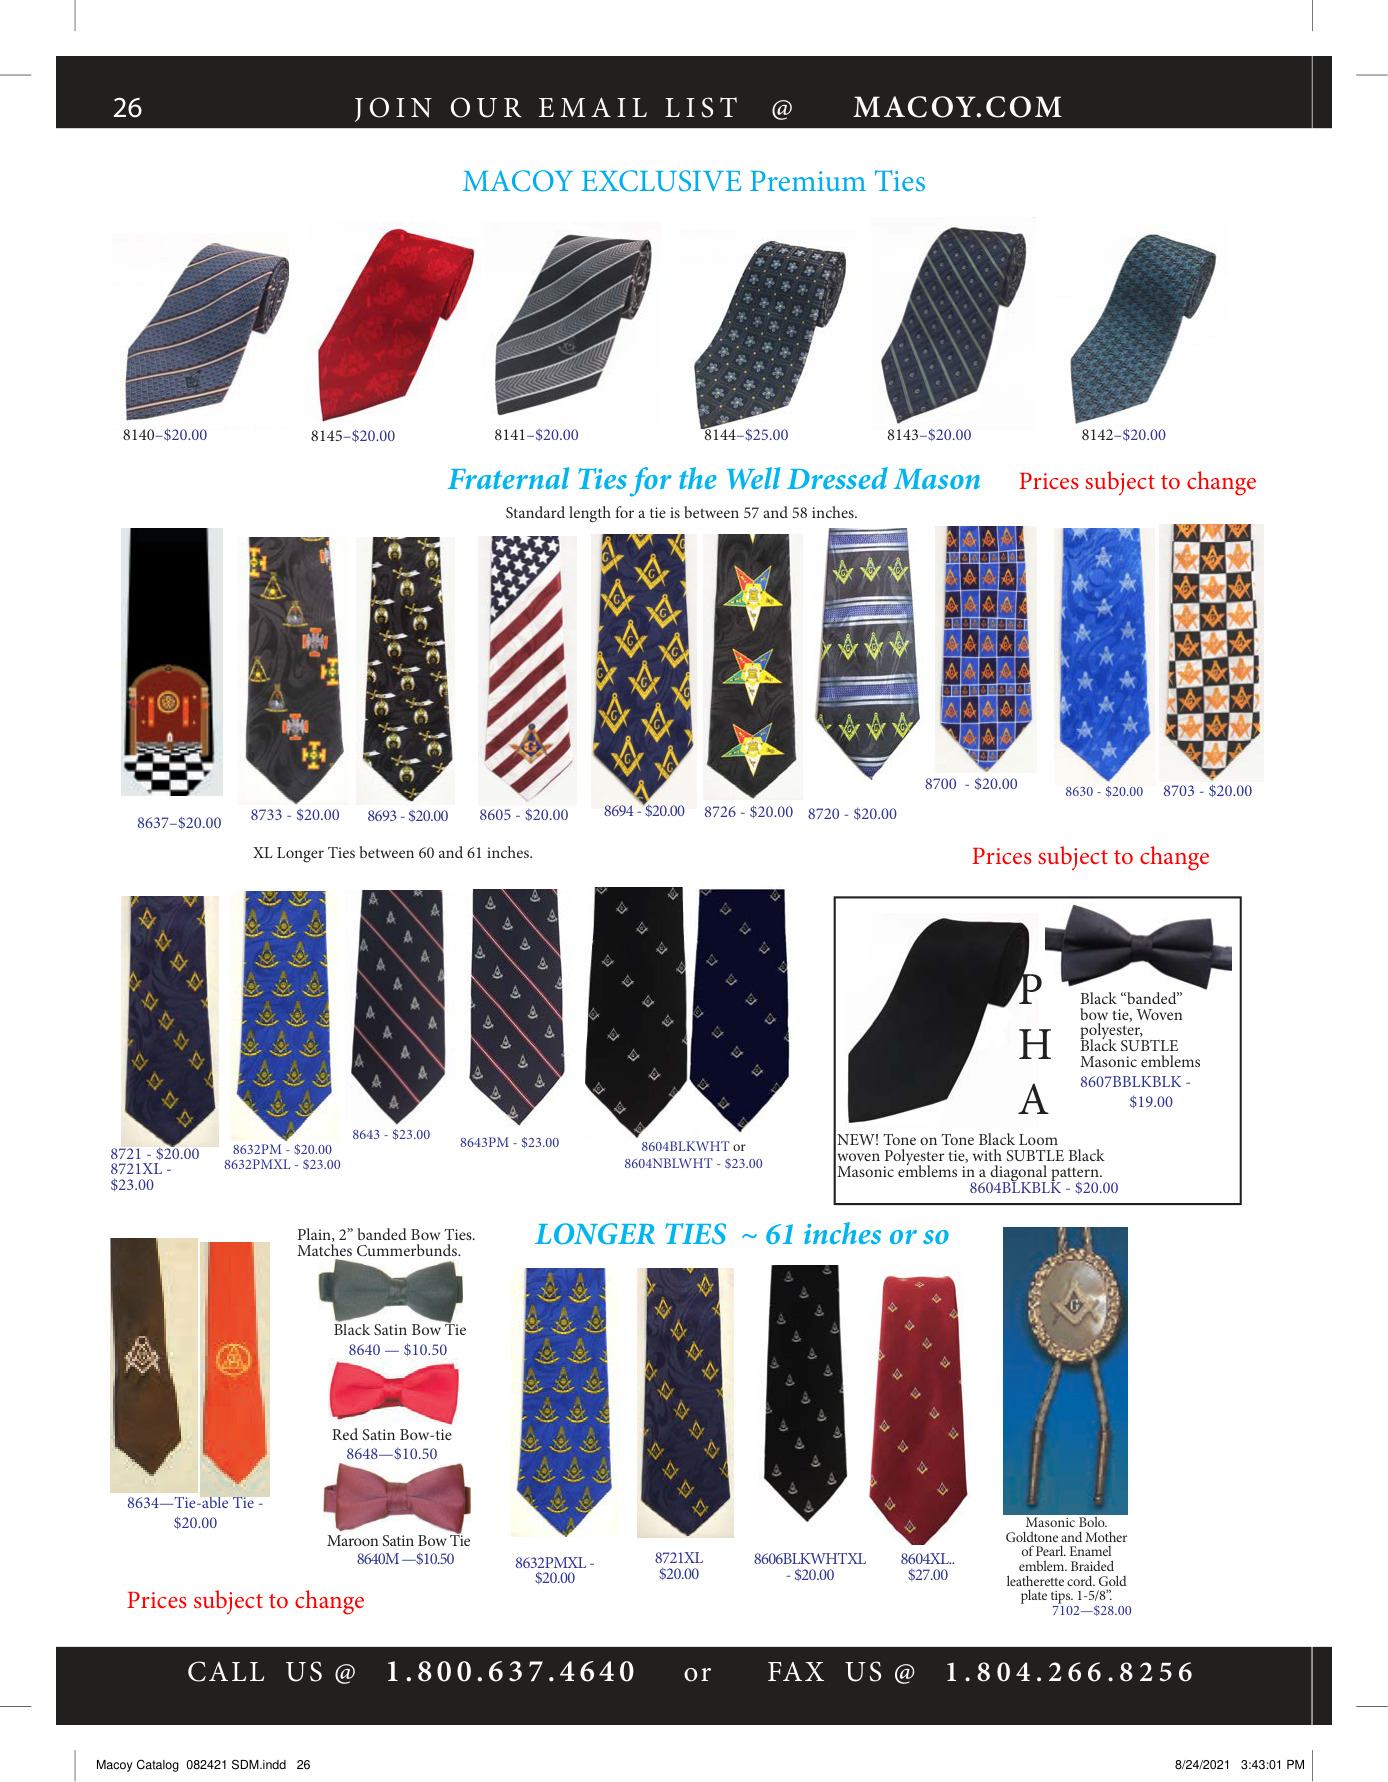 26
JOIN OUR EMAIL LIST @ MACOY.COM
MACOY EXCLUSIVE Premium Ties
8140–$20.00
8145–$20.00
8141–$20.00
8144–$25.00
8143–$20.00
8142–$20.00
Fraternal Ties for the Well Dressed Mason
Prices subject to change
Standard length for a tie is between 57 and 58 inches.
8637–$20.00
8733 - $20.00
8693 - $20.00
8605 - $20.00
8694 - $20.00
8726 - $20.00
8720 - $20.00
8700 - $20.00
8630 - $20.00
8703 - $20.00
XL Longer Ties between 60 and 61 inches.
Prices subject to change
8721 - $20.00
8721XL -
$23.00
8632PM - $20.00
8632PMXL - $23.00
8643 - $23.00
8643PM - $23.00
8604BLKWHT or
8604NBLWHT - $23.00
P
H
A
Black “banded”
bow tie, Woven
polyester,
Black SUBTLE
Masonic emblems
8607BBLKBLK -
$19.00
NEW! Tone on Tone Black Loom
woven Polyester tie, with SUBTLE Black
Masonic emblems in a diagonal pattern.
8604BLKBLK - $20.00
8634—Tie-able Tie -
$20.00
Plain, 2” banded Bow Ties.
Matches Cummerbunds.
Black Satin Bow Tie
8640 — $10.50
Red Satin Bow-tie
8648—$10.50
Maroon Satin Bow Tie
8640M —$10.50
LONGER TIES ~ 61 inches or so
8632PMXL -
$20.00
8721XL
$20.00
8606BLKWHTXL
- $20.00
8604XL..
$27.00
Masonic Bolo.
Goldtone and Mother
of Pearl. Enamel
emblem. Braided
leatherette cord. Gold
plate tips. 1-5/8”.
7102—$28.00
Prices subject to change
CALL US @ 1.800.637.4640 or FAX US @ 1.804.266.8256
Macoy Catalog 082421 SDM.indd 26
8/24/2021 3:43:01 PM